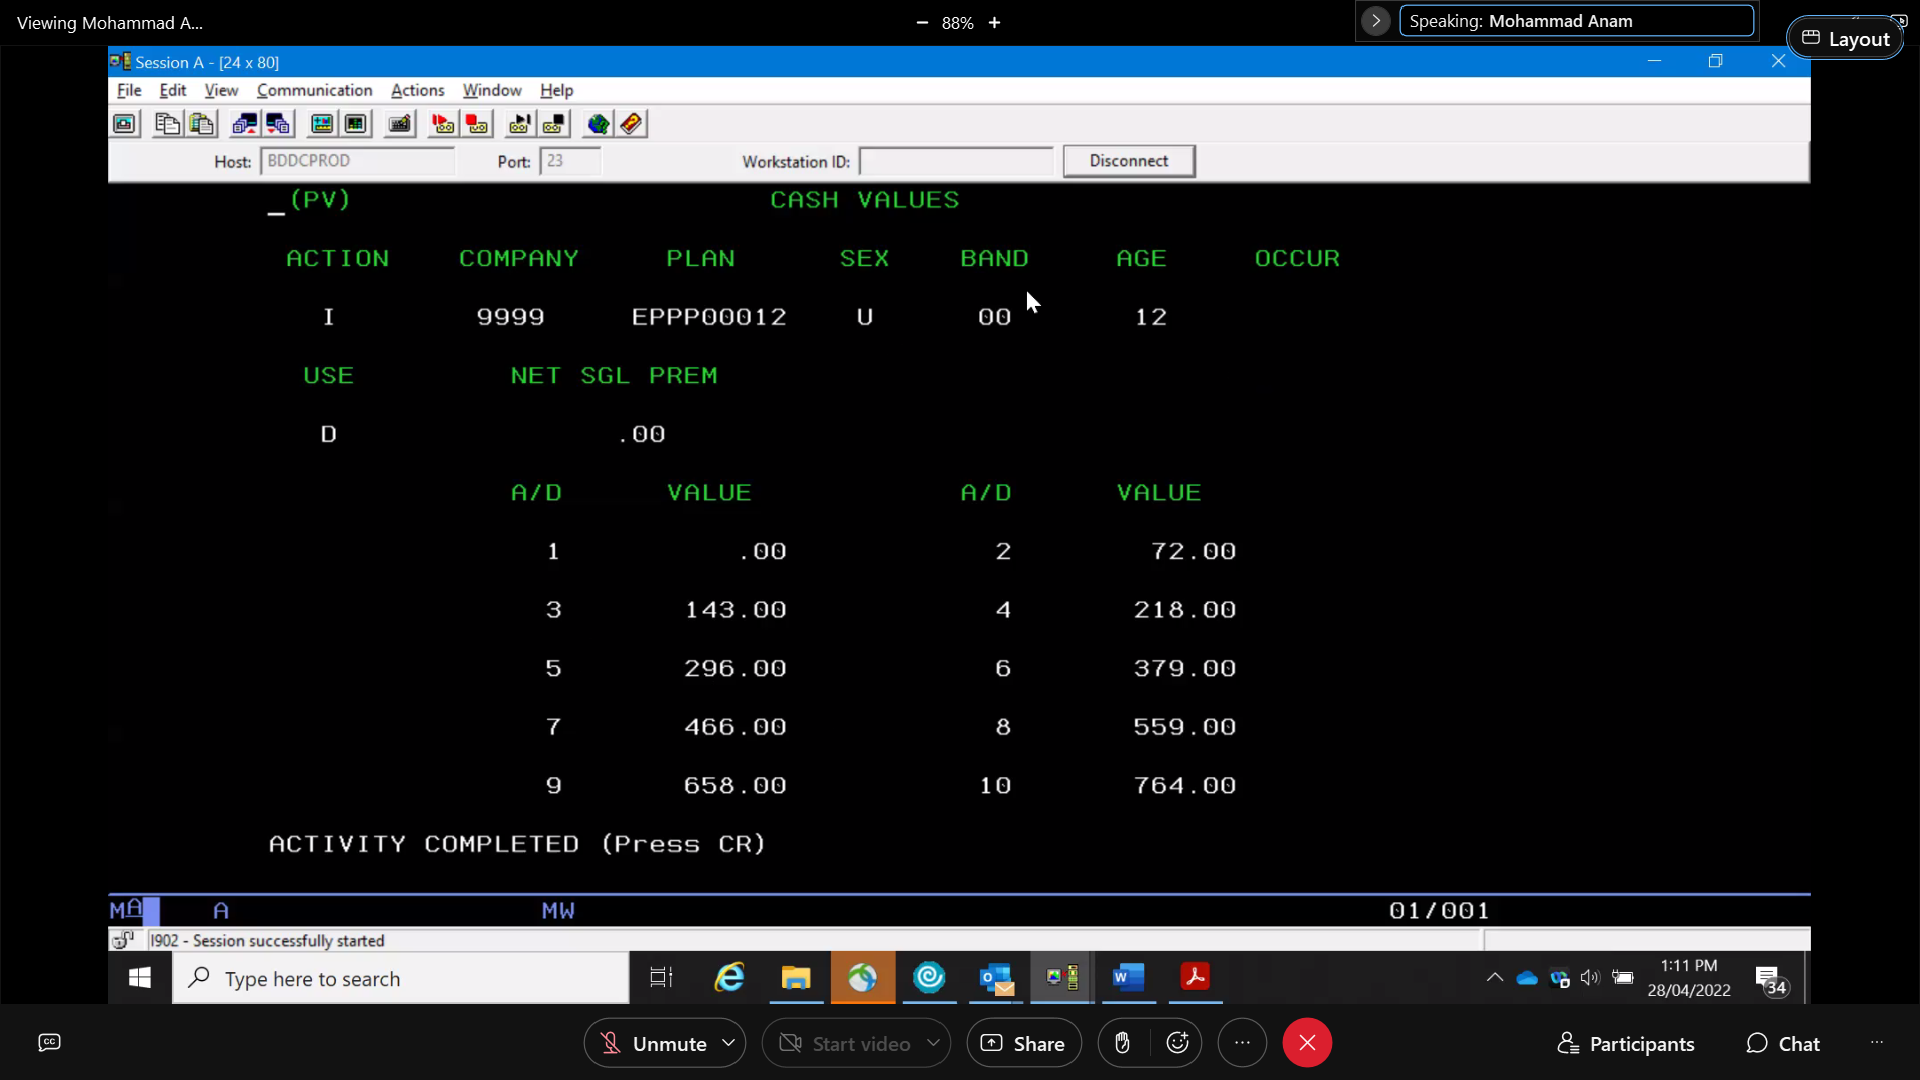 Viewing Mohammad A...
88%
Speaking: Mohammad Anam
Layout
Session A - [24 x 80]
File Edit View Communication Actions Window Help
Host: BDDCPROD Port: 23 Workstation ID: Disconnect
_(PV) CASH VALUES
ACTION COMPANY PLAN SEX BAND AGE OCCUR
I 9999 EPPP00012 U 00 12
USE NET SGL PREM
D .00
A/D VALUE A/D VALUE
1 .00 2 72.00
3 143.00 4 218.00
5 296.00 6 379.00
7 466.00 8 559.00
9 658.00 10 764.00
ACTIVITY COMPLETED (Press CR)
MA A MW 01/001
I902 - Session successfully started
Type here to search
1:11 PM
28/04/2022
34
CC Unmute Start video Share ... Participants Chat ...